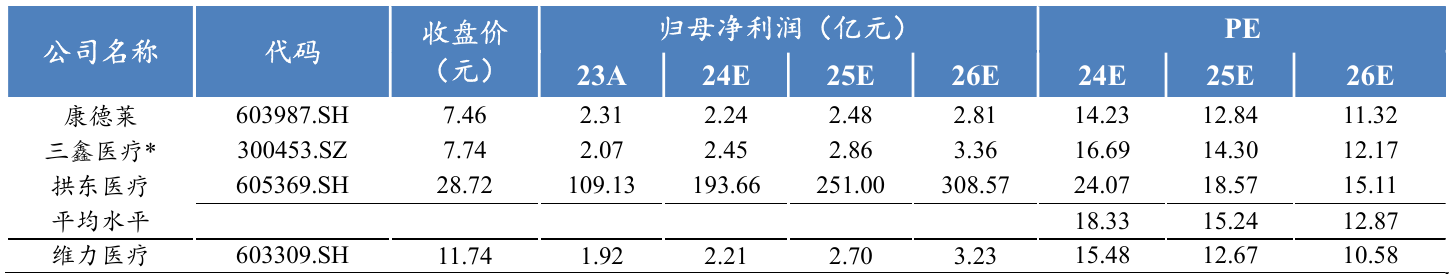 公司名称 代码 收盘价（元） 归母净利润（亿元） PE
23A 24E 25E 26E 24E 25E 26E
康德莱 603987.SH 7.46 2.31 2.24 2.48 2.81 14.23 12.84 11.32
三鑫医疗* 300453.SZ 7.74 2.07 2.45 2.86 3.36 16.69 14.30 12.17
拱东医疗 605369.SH 28.72 109.13 193.66 251.00 308.57 24.07 18.57 15.11
平均水平 18.33 15.24 12.87
维力医疗 603309.SH 11.74 1.92 2.21 2.70 3.23 15.48 12.67 10.58